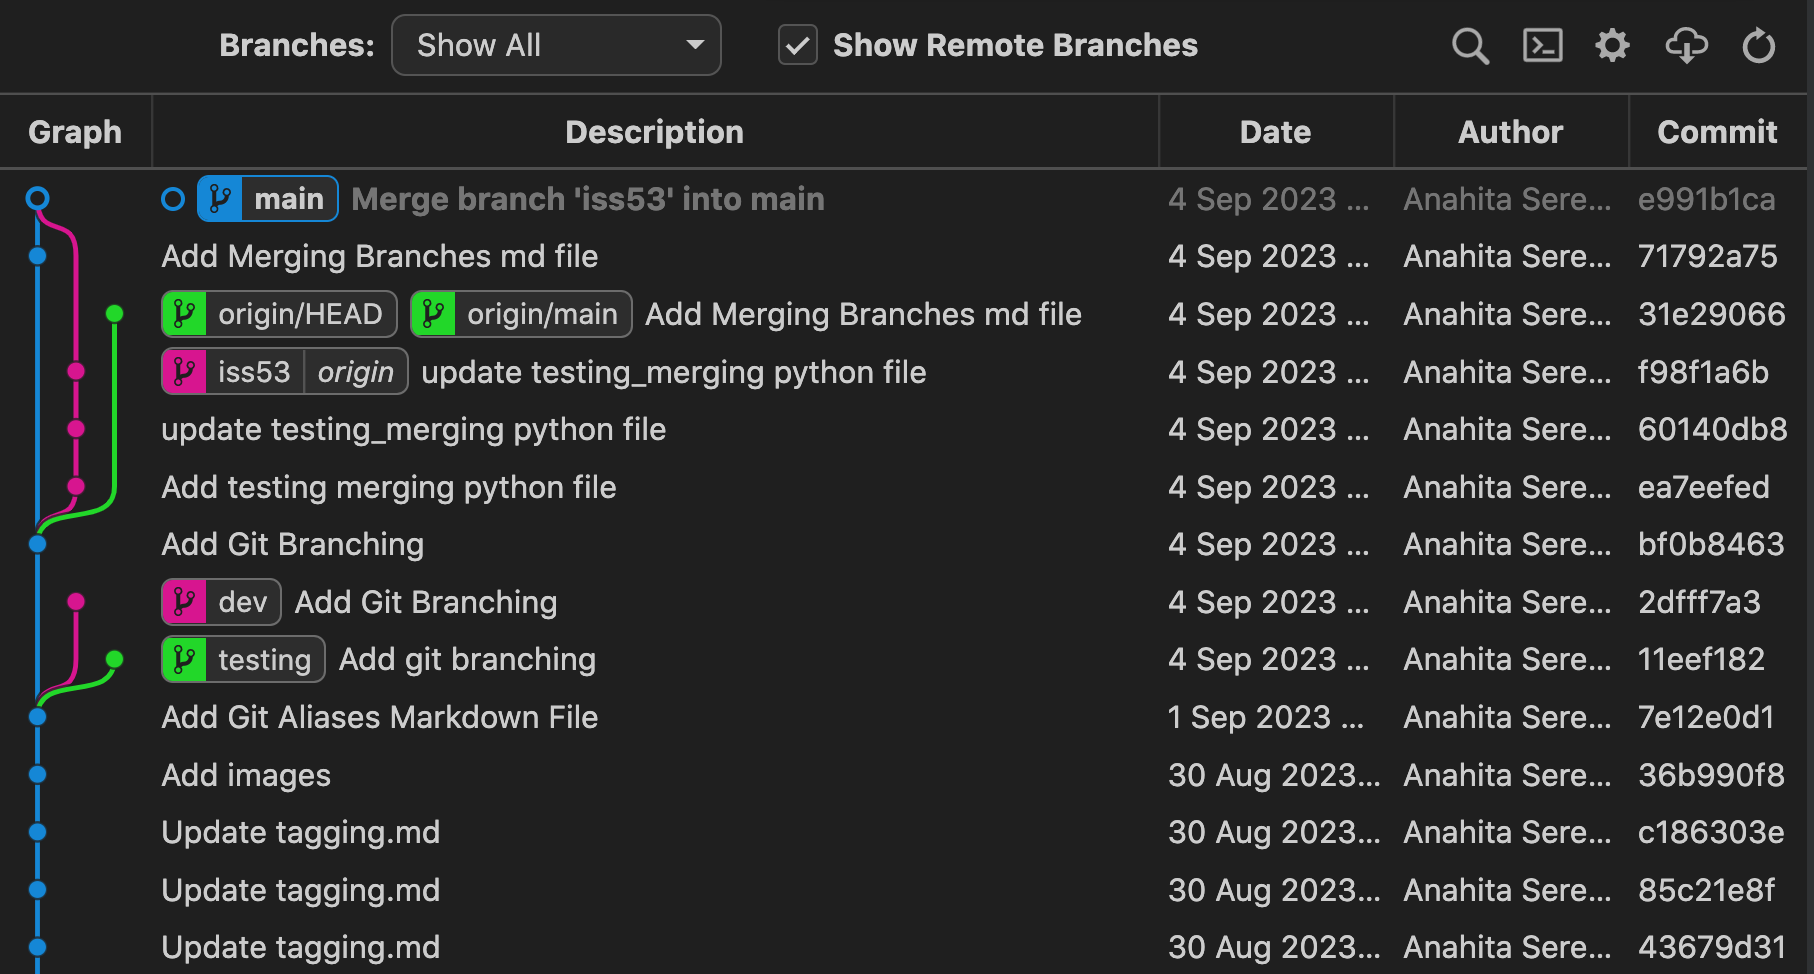 Branches: Show All Show Remote Branches
Graph Description Date Author Commit
main Merge branch 'iss53' into main 4 Sep 2023 ... Anahita Sere... e991b1ca
Add Merging Branches md file 4 Sep 2023 ... Anahita Sere... 71792a75
origin/HEAD origin/main Add Merging Branches md file 4 Sep 2023 ... Anahita Sere... 31e29066
iss53 origin update testing_merging python file 4 Sep 2023 ... Anahita Sere... f98f1a6b
update testing_merging python file 4 Sep 2023 ... Anahita Sere... 60140db8
Add testing merging python file 4 Sep 2023 ... Anahita Sere... ea7eefed
Add Git Branching 4 Sep 2023 ... Anahita Sere... bf0b8463
dev Add Git Branching 4 Sep 2023 ... Anahita Sere... 2dfff7a3
testing Add git branching 4 Sep 2023 ... Anahita Sere... 11eef182
Add Git Aliases Markdown File 1 Sep 2023 ... Anahita Sere... 7e12e0d1
Add images 30 Aug 2023... Anahita Sere... 36b990f8
Update tagging.md 30 Aug 2023... Anahita Sere... c186303e
Update tagging.md 30 Aug 2023... Anahita Sere... 85c21e8f
Update tagging.md 30 Aug 2023... Anahita Sere... 43679d31